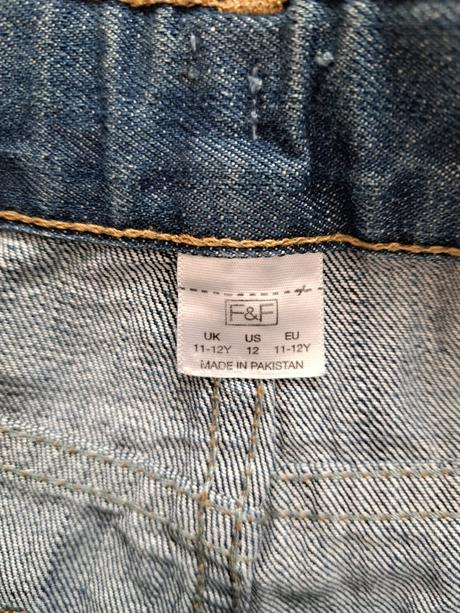 F&F
UK US EU
11-12Y 12 11-12Y
MADE IN PAKISTAN